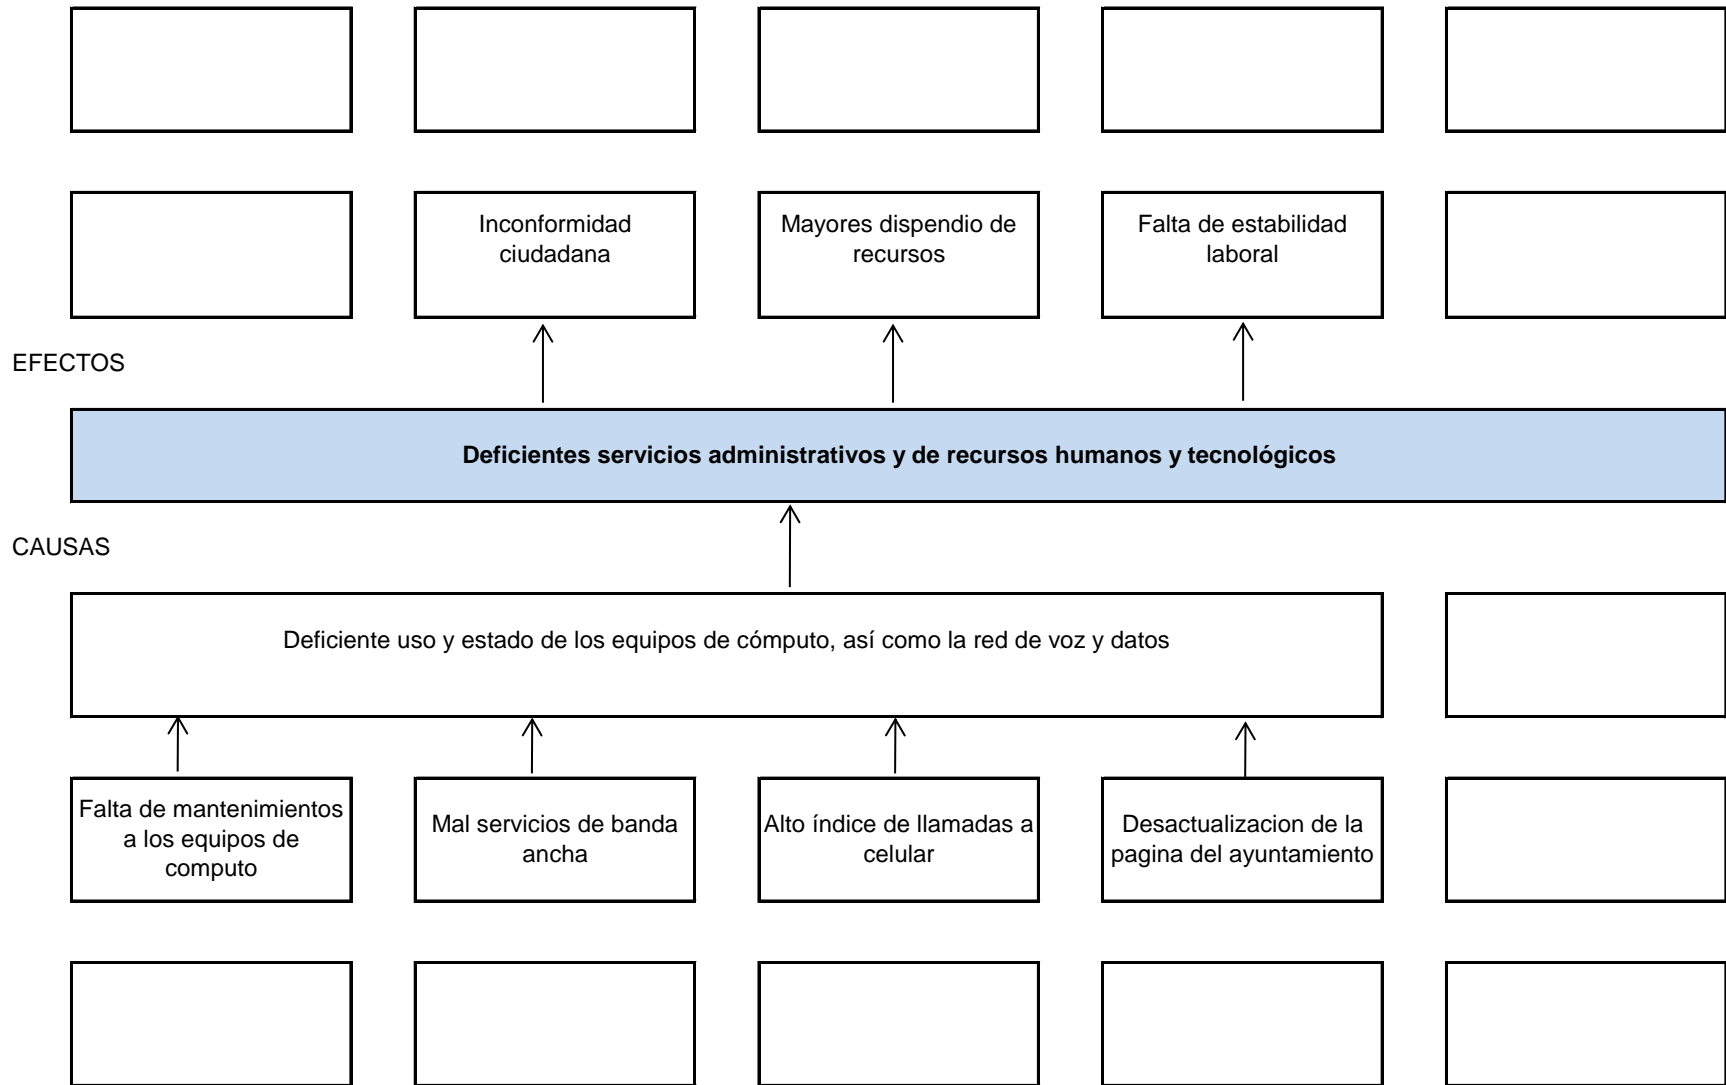 Inconformidad
ciudadana
Mayores dispendio de
recursos
Falta de estabilidad
laboral
EFECTOS
Deficientes servicios administrativos y de recursos humanos y tecnológicos
CAUSAS
Deficiente uso y estado de los equipos de cómputo, así como la red de voz y datos
Falta de mantenimientos
a los equipos de
computo
Mal servicios de banda
ancha
Alto índice de llamadas a
celular
Desactualizacion de la
pagina del ayuntamiento